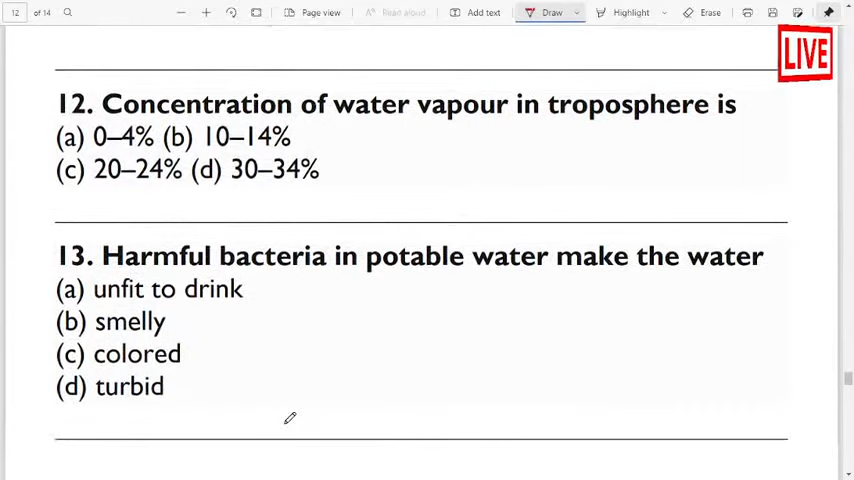 12 of 14 Page view Read aloud Add text Draw Highlight Erase
LIVE
12. Concentration of water vapour in troposphere is
(a) 0–4% (b) 10–14%
(c) 20–24% (d) 30–34%
13. Harmful bacteria in potable water make the water
(a) unfit to drink
(b) smelly
(c) colored
(d) turbid